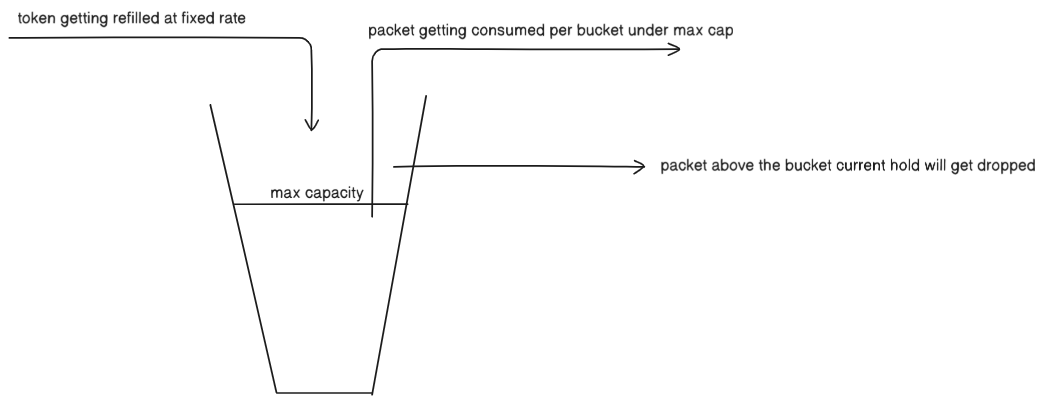 token getting refilled at fixed rate
packet getting consumed per bucket under max cap
packet above the bucket current hold will get dropped
max capacity